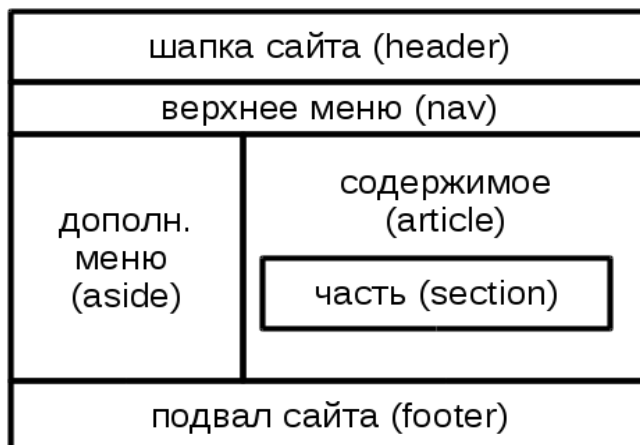 шапка сайта (header)
верхнее меню (nav)
дополн.
меню
(aside)
содержимое
(article)
часть (section)
подвал сайта (footer)